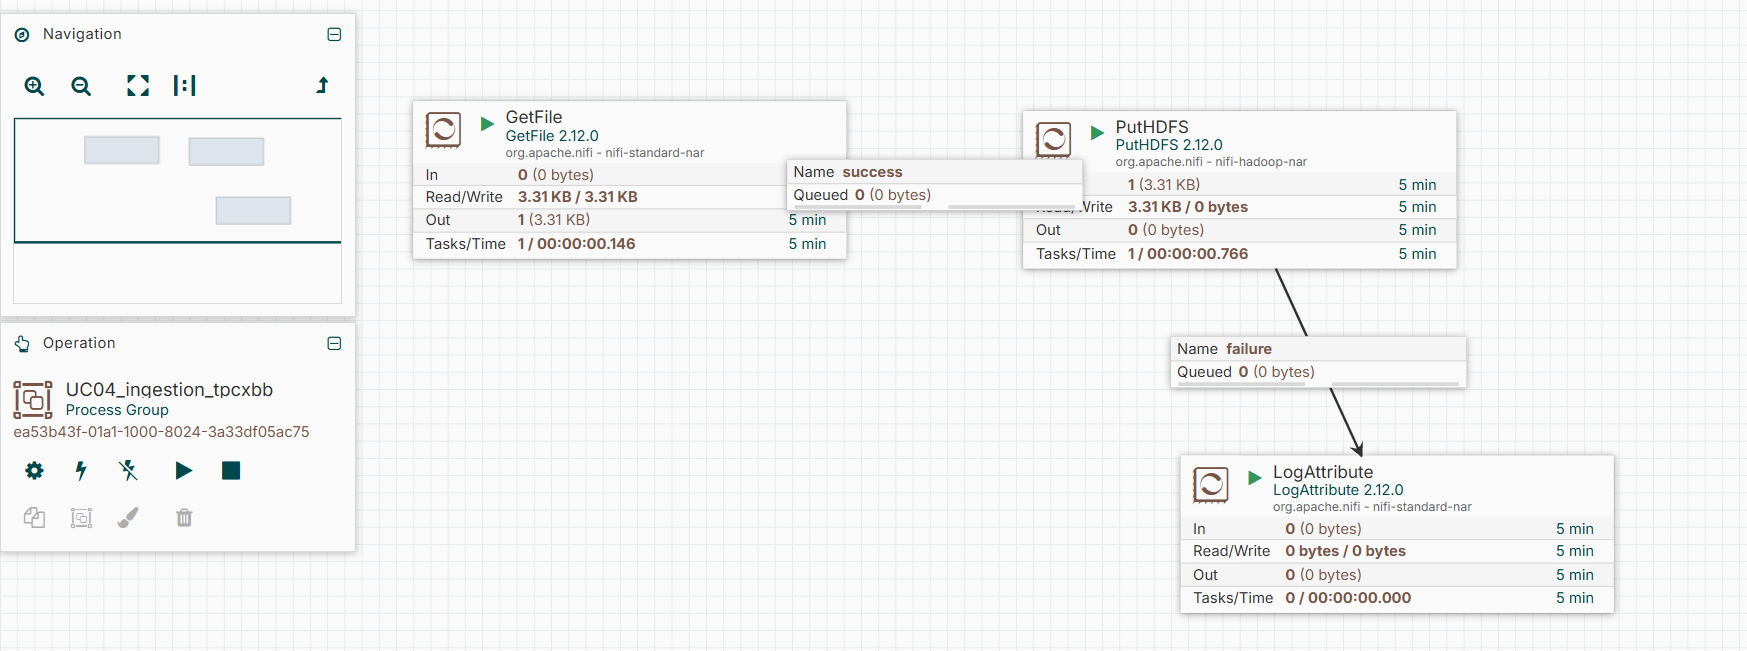 Navigation
GetFile
GetFile 2.12.0
org.apache.nifi - nifi-standard-nar
In 0 (0 bytes)
Read/Write 3.31 KB / 3.31 KB
Out 1 (3.31 KB) 5 min
Tasks/Time 1 / 00:00:00.146 5 min
Name success
Queued 0 (0 bytes)
PutHDFS
PutHDFS 2.12.0
org.apache.nifi - nifi-hadoop-nar
1 (3.31 KB) 5 min
Read/Write 3.31 KB / 0 bytes 5 min
Out 0 (0 bytes) 5 min
Tasks/Time 1 / 00:00:00.766 5 min
Name failure
Queued 0 (0 bytes)
Operation
UC04_ingestion_tpcxbb
Process Group
ea53b43f-01a1-1000-8024-3a33df05ac75
LogAttribute
LogAttribute 2.12.0
org.apache.nifi - nifi-standard-nar
In 0 (0 bytes) 5 min
Read/Write 0 bytes / 0 bytes 5 min
Out 0 (0 bytes) 5 min
Tasks/Time 0 / 00:00:00.000 5 min